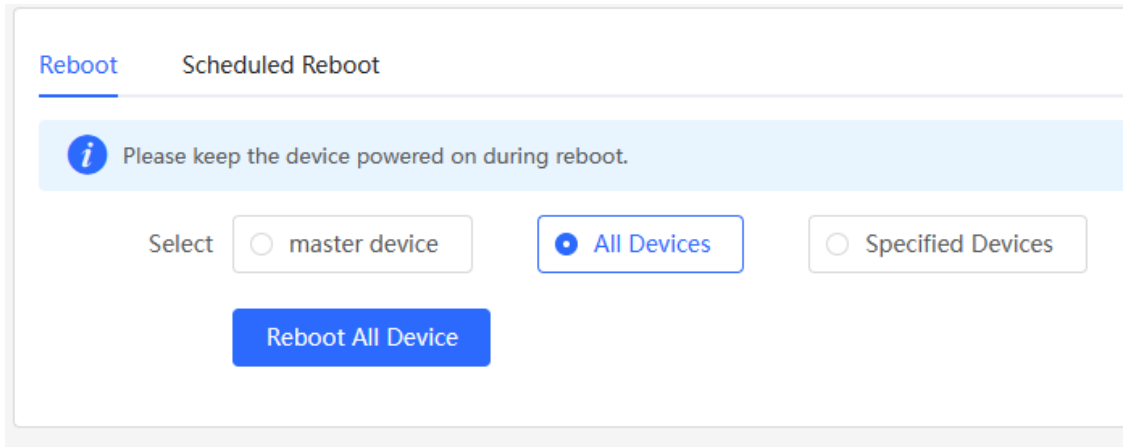 Reboot Scheduled Reboot
i Please keep the device powered on during reboot.
Select master device All Devices Specified Devices
Reboot All Device